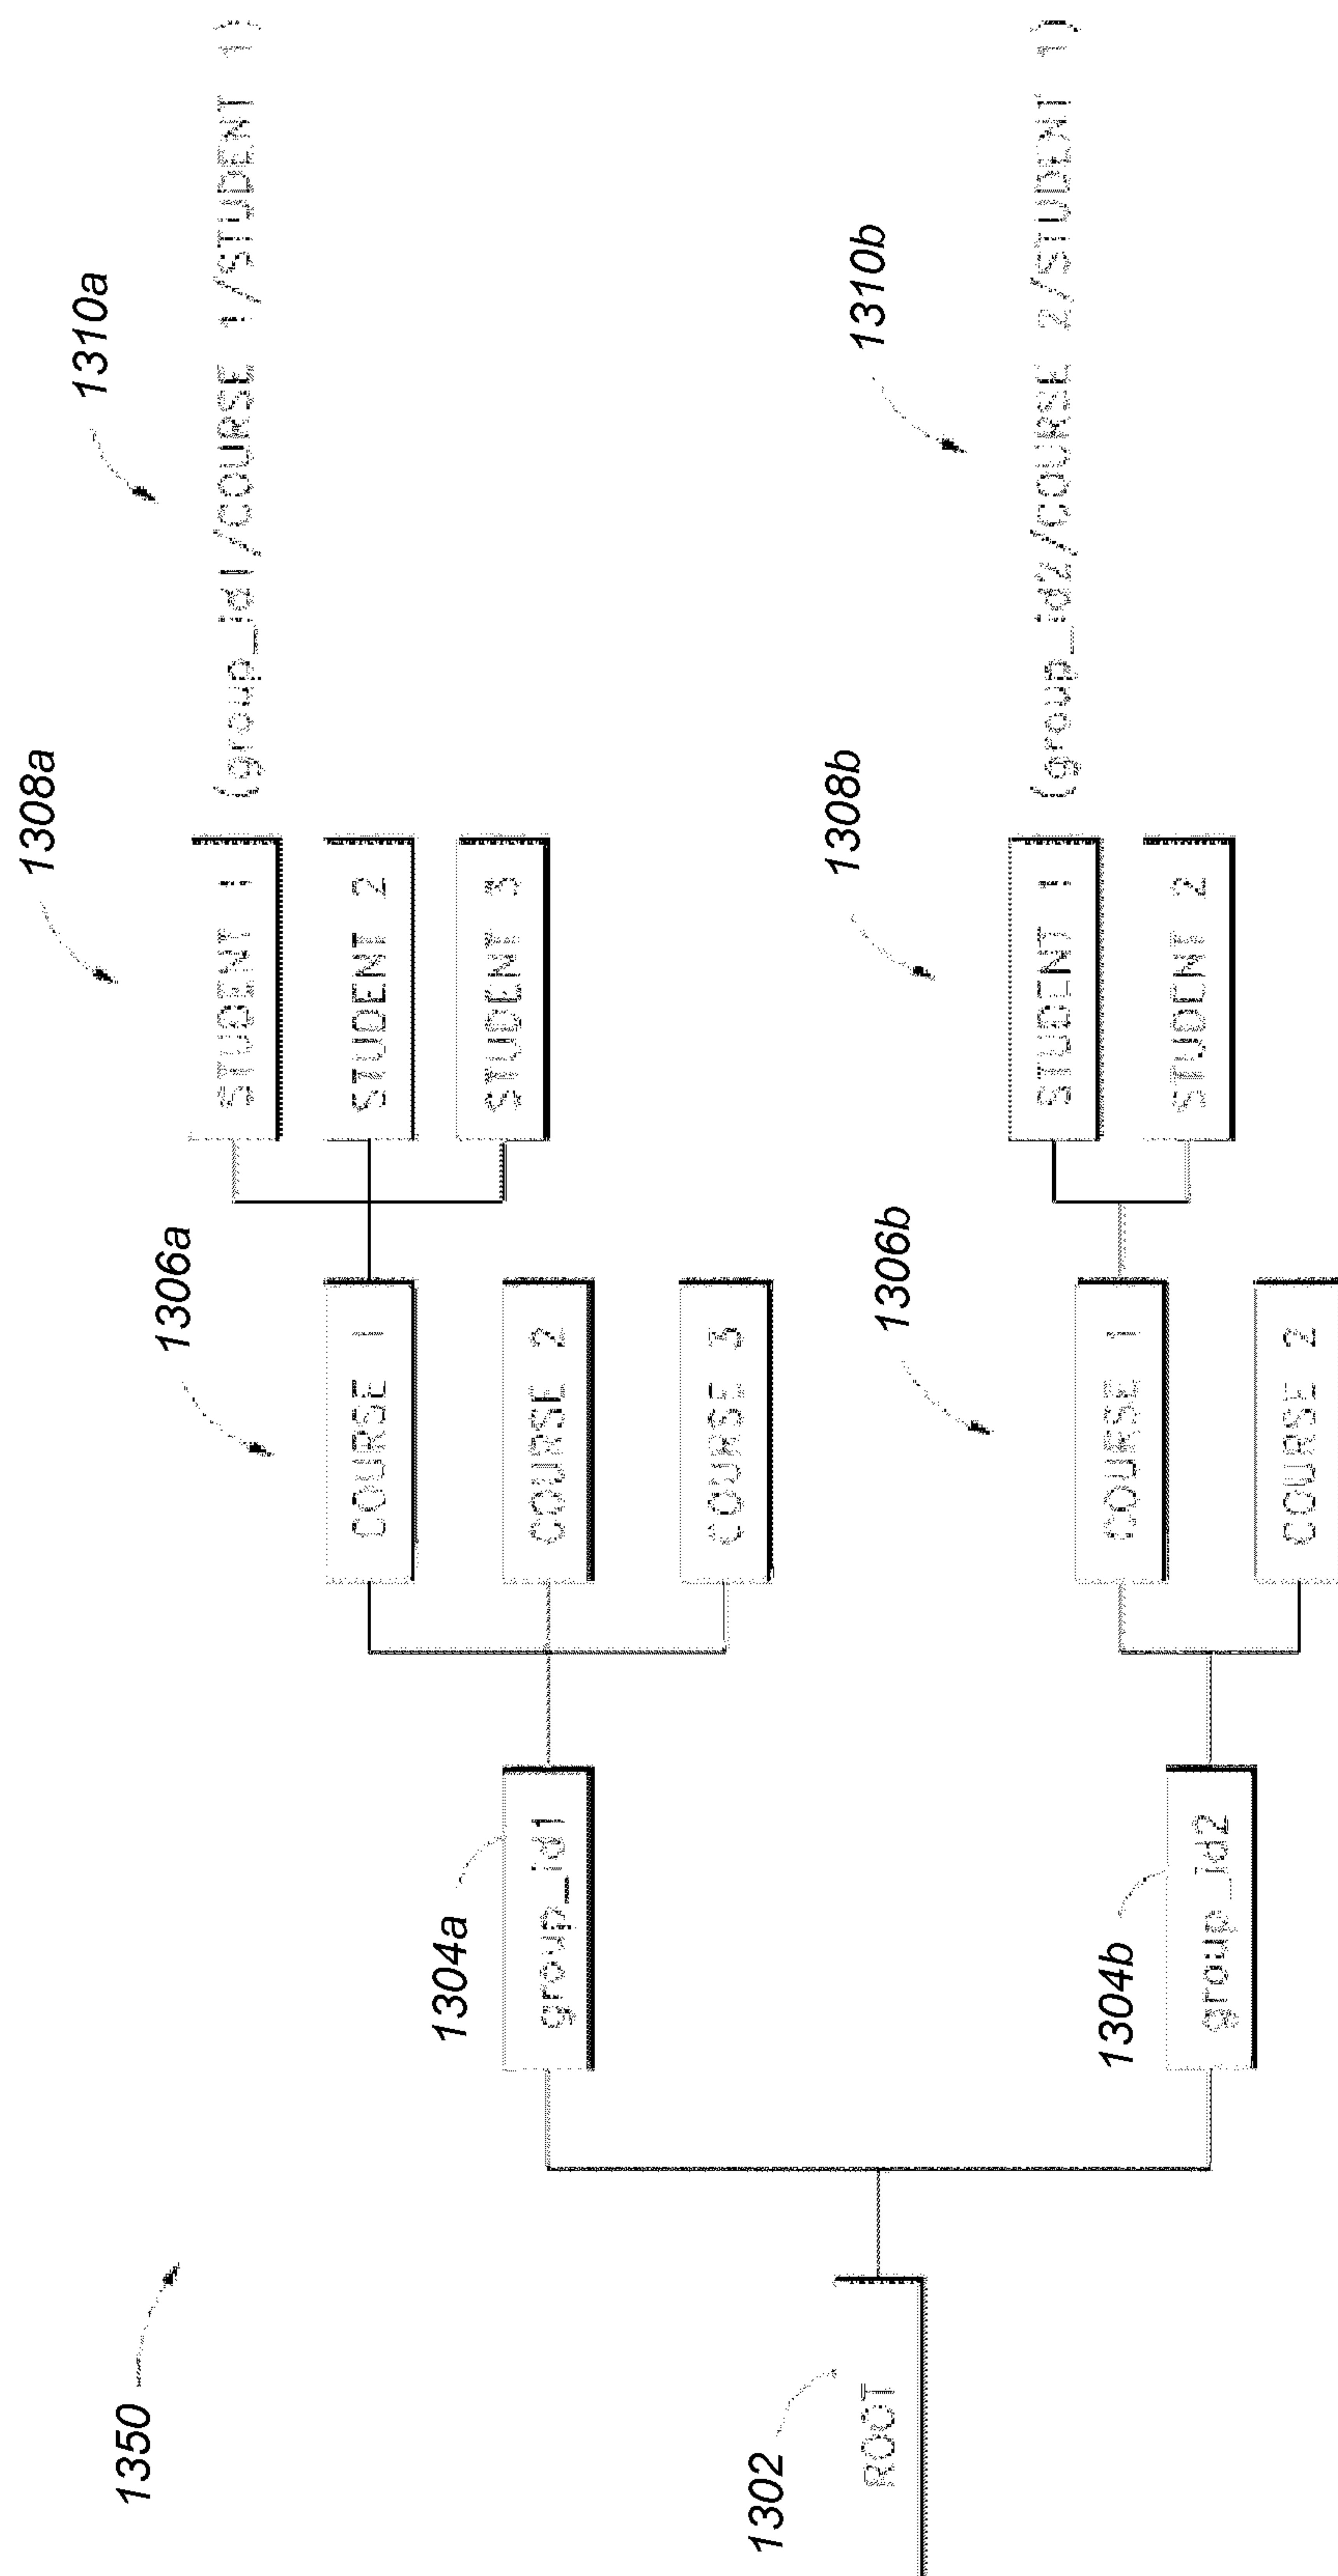 1350
1310a
1308a
1306a
STUDENT 1
(group_id1/COURSE 1/STUDENT 1)
STUDENT 2
COURSE 1
STUDENT 3
1304a
group_id1
COURSE 2
COURSE 3
1302
ROOT
1310b
1308b
1306b
STUDENT 1
(group_id2/COURSE 2/STUDENT 1)
COURSE 1
STUDENT 2
1304b
group_id2
COURSE 2